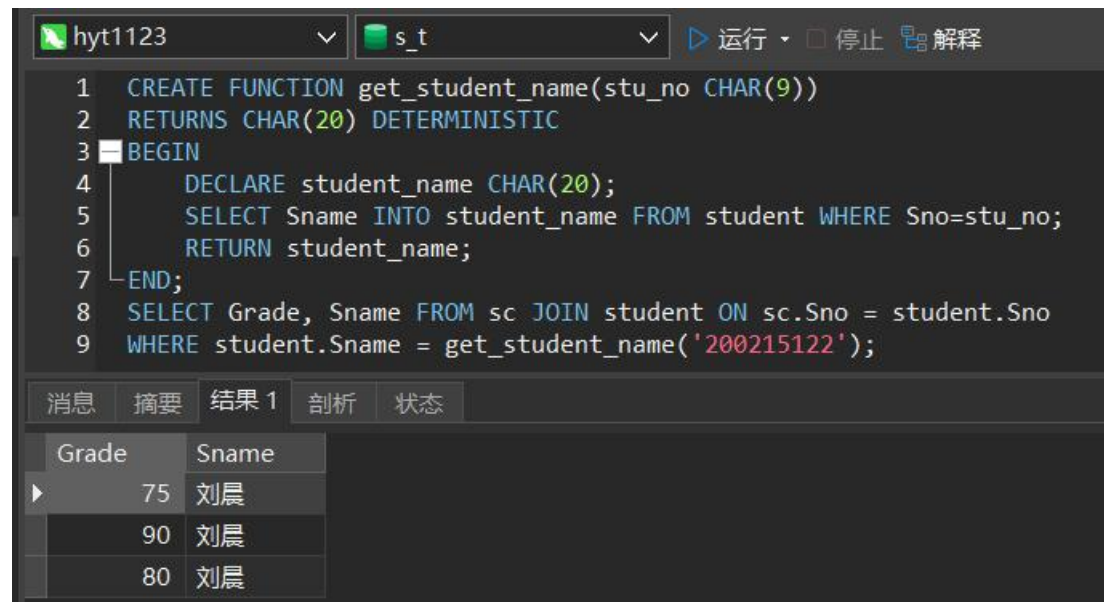 hyt1123 s_t 运行 停止 解释
1 CREATE FUNCTION get_student_name(stu_no CHAR(9))
2 RETURNS CHAR(20) DETERMINISTIC
3 BEGIN
4 DECLARE student_name CHAR(20);
5 SELECT Sname INTO student_name FROM student WHERE Sno=stu_no;
6 RETURN student_name;
7 END;
8 SELECT Grade, Sname FROM sc JOIN student ON sc.Sno = student.Sno
9 WHERE student.Sname = get_student_name('200215122');
消息 摘要 结果 1 剖析 状态
Grade Sname
75 刘晨
90 刘晨
80 刘晨